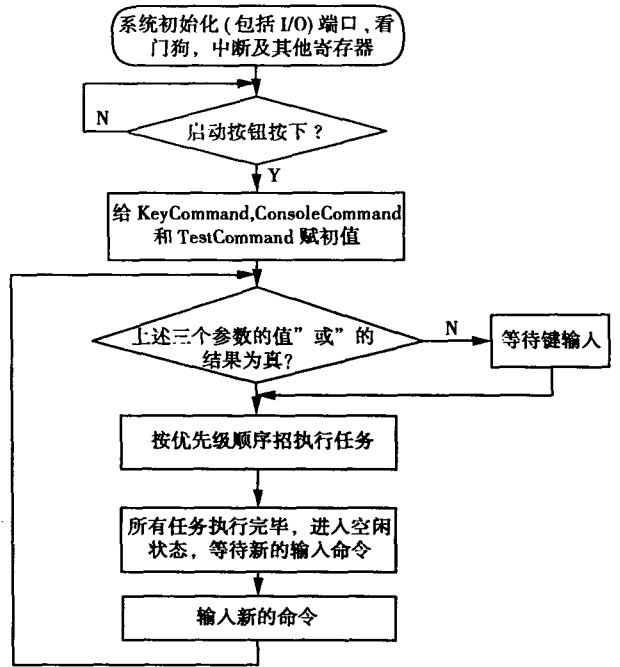 系统初始化(包括 I/O) 端口、看
门狗，中断及其他寄存器
N
启动按钮按下？
Y
给 KeyCommand,ConsoleCommand
和 TestCommand 赋初值
上述三个参数的值”或”的
结果为真?
N
等待键输入
按优先级顺序招执行任务
所有任务执行完毕，进入空闲
状态，等待新的输入命令
输入新的命令